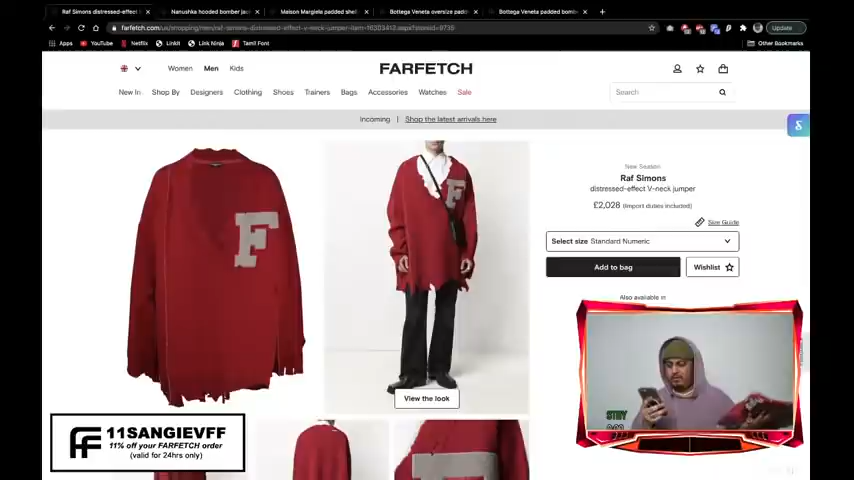 Raf Simons distressed-effect
Nanushka hooded bomber jac
Maison Margiela padded shell
Bottega Veneta oversize padd
Bottega Veneta padded bomb
Update
Apps
YouTube
Netflix
Linkit
Link Ninja
Tamil Font
Other Bookmarks
Women
Men
Kids
FARFETCH
New In
Shop By
Designers
Clothing
Shoes
Trainers
Bags
Accessories
Watches
Sale
Search
Incoming | Shop the latest arrivals here
New Season
Raf Simons
distressed-effect V-neck jumper
£2,028 (import duties included)
Size Guide
Select size Standard Numeric
Add to bag
Wishlist
Also available in
F
View the look
11SANGIEVFF
11% off your FARFETCH order
(valid for 24hrs only)